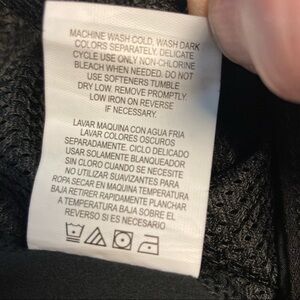 MACHINE WASH COLD. WASH DARK
COLORS SEPARATELY. DELICATE
CYCLE USE ONLY NON-CHLORINE
BLEACH WHEN NEEDED. DO NOT
USE SOFTENERS TUMBLE
DRY LOW. REMOVE PROMPTLY.
LOW IRON ON REVERSE
IF NECESSARY.
LAVAR MAQUINA CON AGUA FRIA
LAVAR COLORES OSCUROS
SEPARADAMENTE. CICLO DELICADO
USAR SOLAMENTE BLANQUEADOR
SIN CLORO CUANDO SE NECESITE
NO UTILIZAR SUAVIZANTES PARA
ROPA SECAR EN MAQUINA TEMPERATURA
BAJA RETIRER RAPIDAMENTE PLANCHAR
A TEMPERATURA BAJA SOBRE EL
REVERSO SI ES NECESARIO